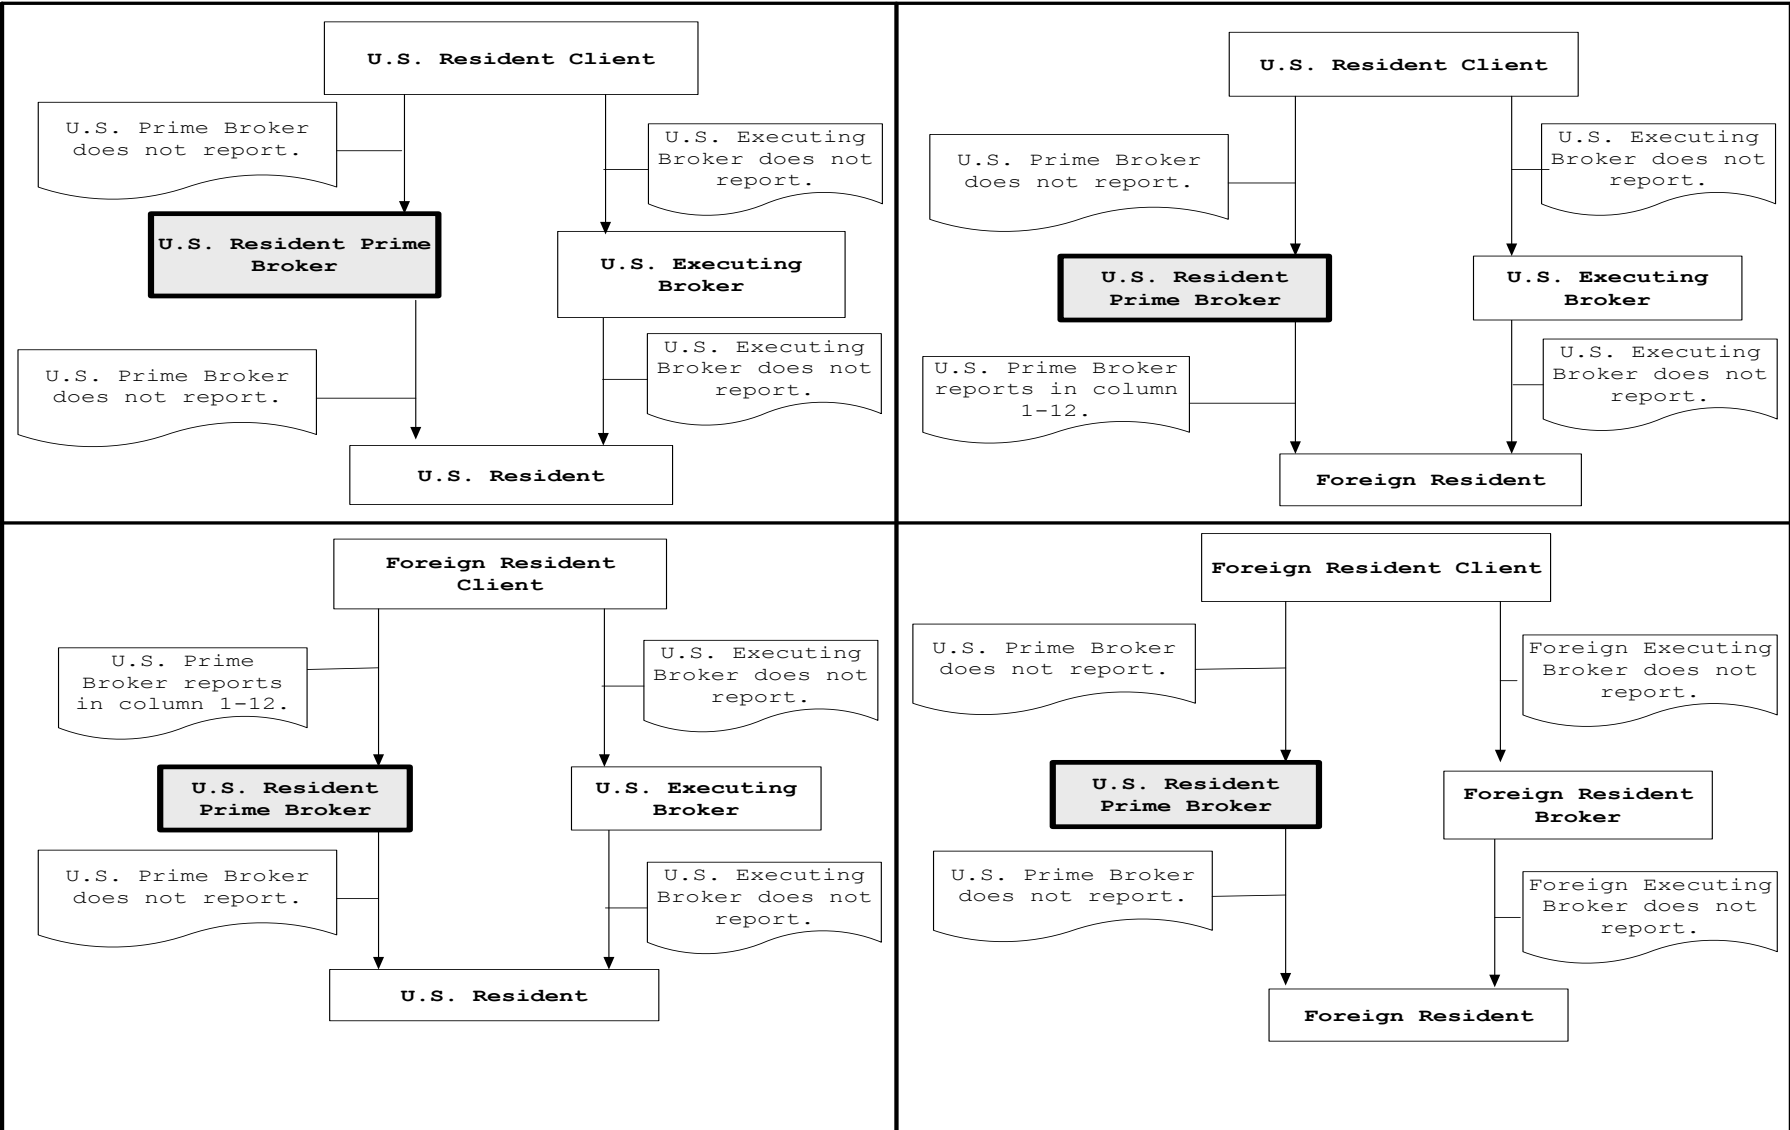 U.S. Resident Client
U.S. Prime Broker
does not report.
U.S. Executing
Broker does not
report.
U.S. Resident Prime
Broker
U.S. Executing
Broker
U.S. Prime Broker
does not report.
U.S. Executing
Broker does not
report.
U.S. Resident
U.S. Resident Client
U.S. Prime Broker
does not report.
U.S. Executing
Broker does not
report.
U.S. Resident
Prime Broker
U.S. Executing
Broker
U.S. Prime Broker
reports in column
1-12.
U.S. Executing
Broker does not
report.
Foreign Resident
Foreign Resident
Client
U.S. Prime
Broker reports
in column 1-12.
U.S. Executing
Broker does not
report.
U.S. Resident
Prime Broker
U.S. Executing
Broker
U.S. Prime Broker
does not report.
U.S. Executing
Broker does not
report.
U.S. Resident
Foreign Resident Client
U.S. Prime Broker
does not report.
Foreign Executing
Broker does not
report.
U.S. Resident
Prime Broker
Foreign Resident
Broker
U.S. Prime Broker
does not report.
Foreign Executing
Broker does not
report.
Foreign Resident